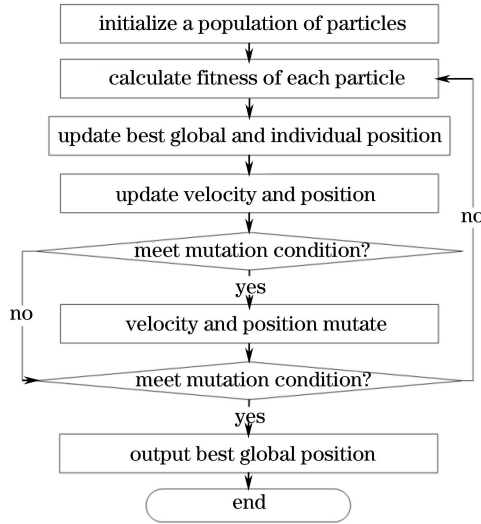 initialize a population of particles
calculate fitness of each particle
update best global and individual position
update velocity and position
no
meet mutation condition?
yes
no
velocity and position mutate
meet mutation condition?
yes
output best global position
end